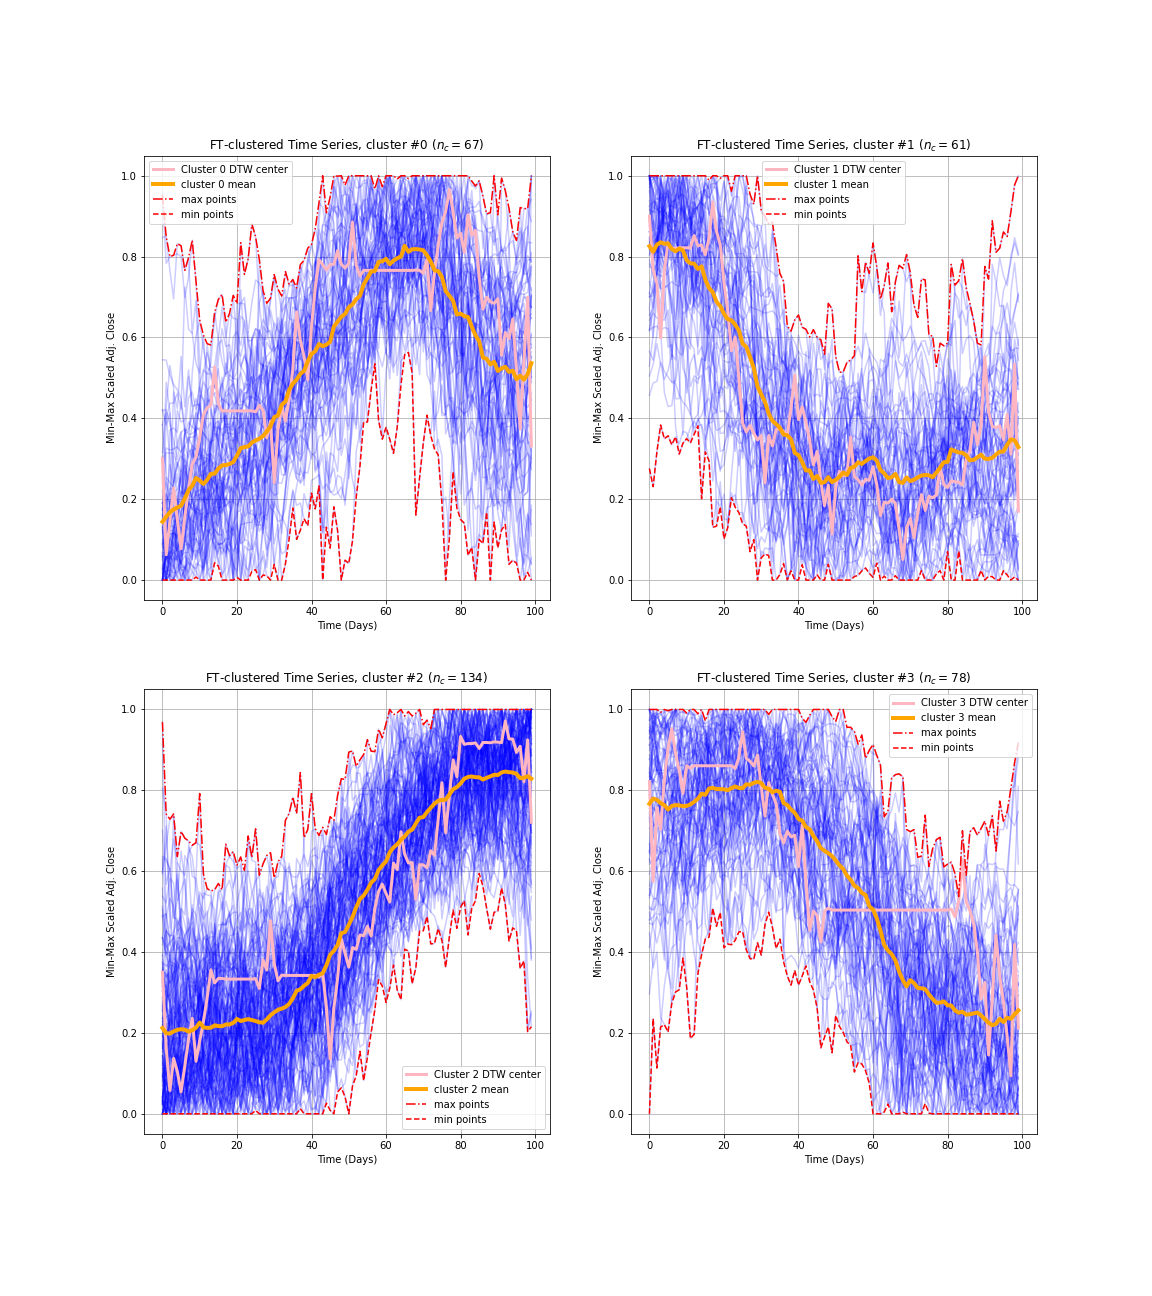 FT-clustered Time Series, cluster #0 (n_c = 67)
Cluster 0 DTW center
cluster 0 mean
max points
min points
1.0
0.8
0.6
0.4
0.2
0.0
Min-Max Scaled Adj. Close
0 20 40 60 80 100
Time (Days)
FT-clustered Time Series, cluster #1 (n_c = 61)
Cluster 1 DTW center
cluster 1 mean
max points
min points
1.0
0.8
0.6
0.4
0.2
0.0
Min-Max Scaled Adj. Close
0 20 40 60 80 100
Time (Days)
FT-clustered Time Series, cluster #2 (n_c = 134)
1.0
0.8
0.6
0.4
0.2
0.0
Min-Max Scaled Adj. Close
Cluster 2 DTW center
cluster 2 mean
max points
min points
0 20 40 60 80 100
Time (Days)
FT-clustered Time Series, cluster #3 (n_c = 78)
Cluster 3 DTW center
cluster 3 mean
max points
min points
1.0
0.8
0.6
0.4
0.2
0.0
Min-Max Scaled Adj. Close
0 20 40 60 80 100
Time (Days)